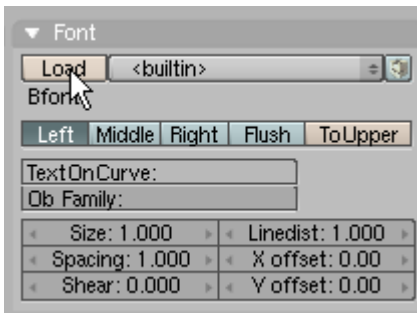 Font
Load <builtin>
Bfont
Left Middle Right Flush ToUpper
TextOnCurve:
Ob Family:
Size: 1.000 Linedist: 1.000
Spacing: 1.000 X offset: 0.00
Shear: 0.000 Y offset: 0.00